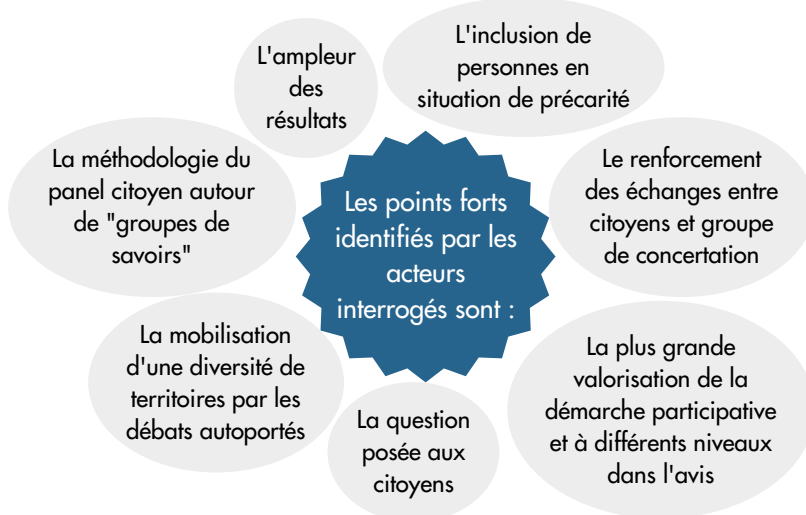 L'ampleur
des
résultats
L'inclusion de
personnes en
situation de précarité
La méthodologie du
panel citoyen autour
de "groupes de
savoirs"
Les points forts
identifiés par les
acteurs
interrogés sont :
Le renforcement
des échanges entre
citoyens et groupe
de concertation
La mobilisation
d'une diversité de
territoires par les
débats autoportés
La question
posée aux
citoyens
La plus grande
valorisation de la
démarche participative
et à différents niveaux
dans l'avis